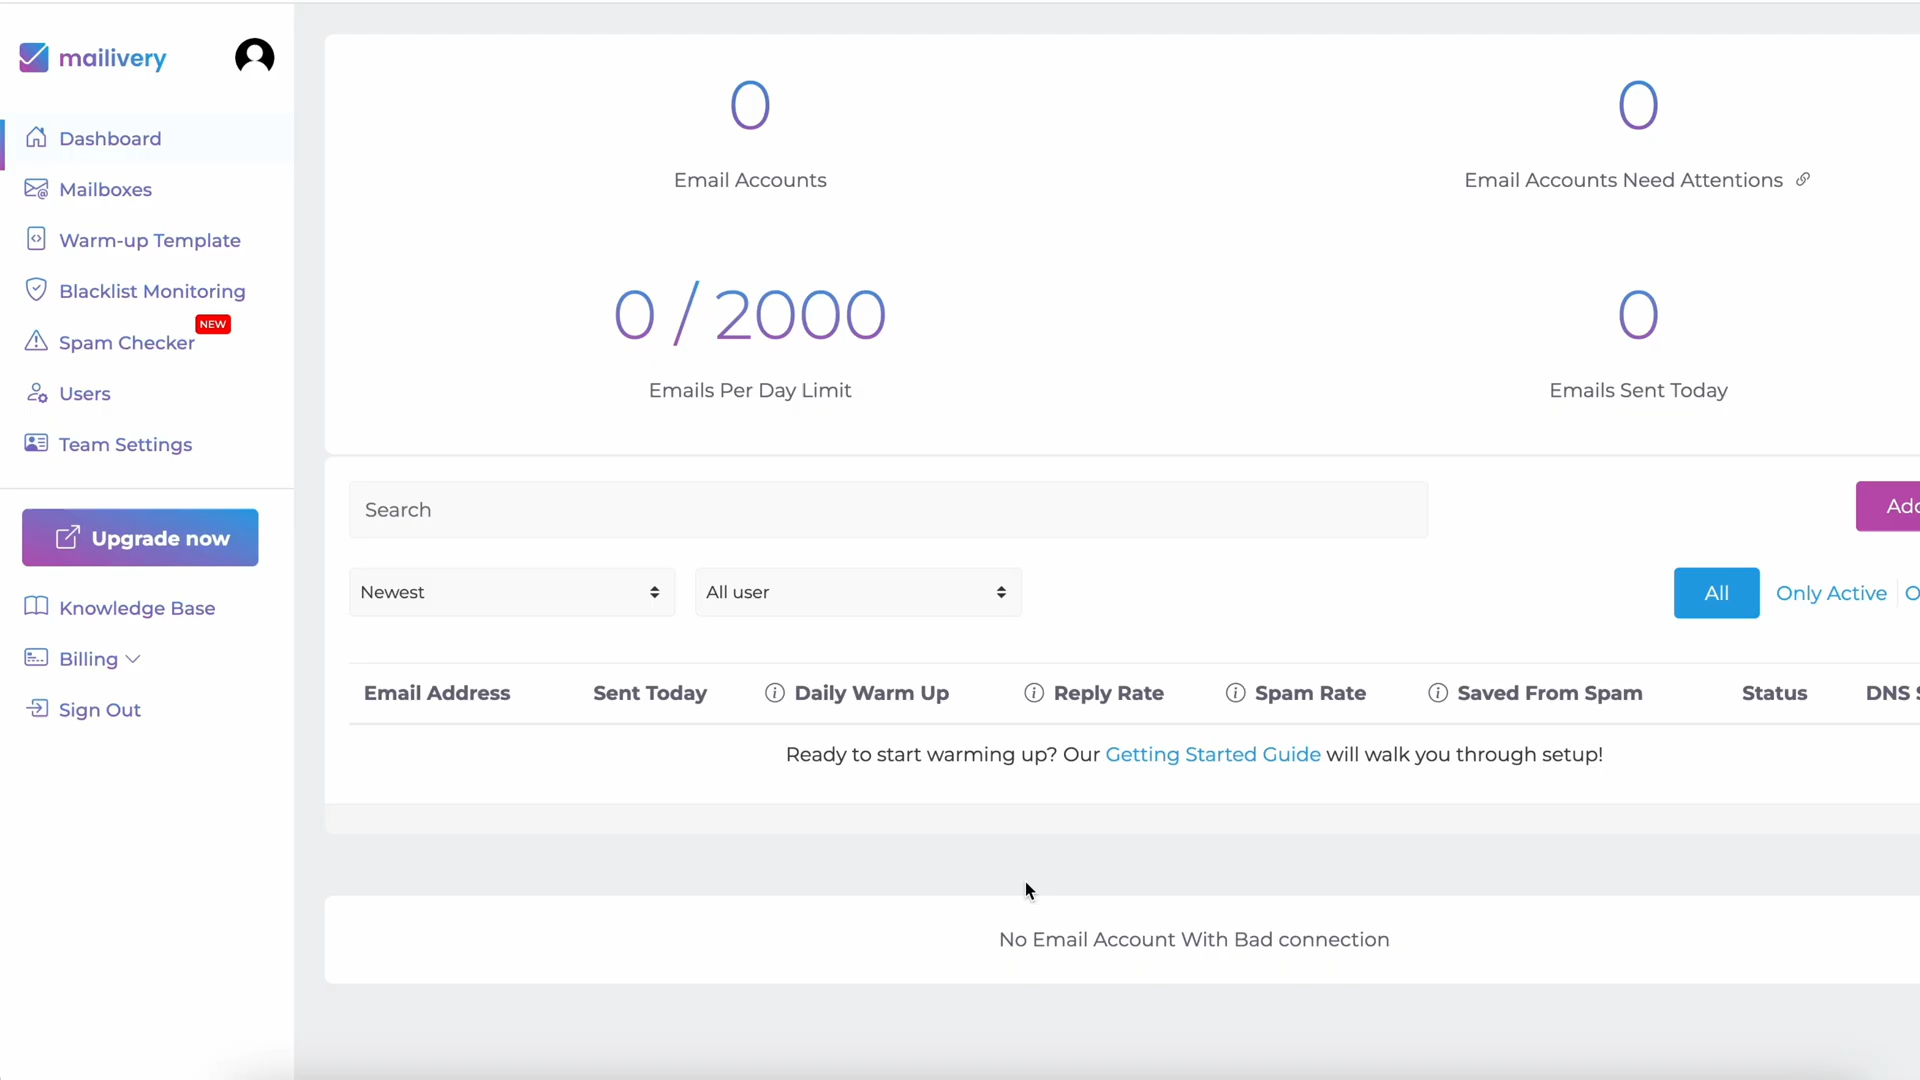 mailivery
Dashboard
Mailboxes
Warm-up Template
Blacklist Monitoring
NEW
Spam Checker
Users
Team Settings
Upgrade now
Knowledge Base
Billing
Sign Out
0
Email Accounts
0
Email Accounts Need Attentions
0 / 2000
Emails Per Day Limit
0
Emails Sent Today
Search
Newest
All user
All
Only Active
Email Address
Sent Today
Daily Warm Up
Reply Rate
Spam Rate
Saved From Spam
Status
DNS
Ready to start warming up? Our Getting Started Guide will walk you through setup!
No Email Account With Bad connection